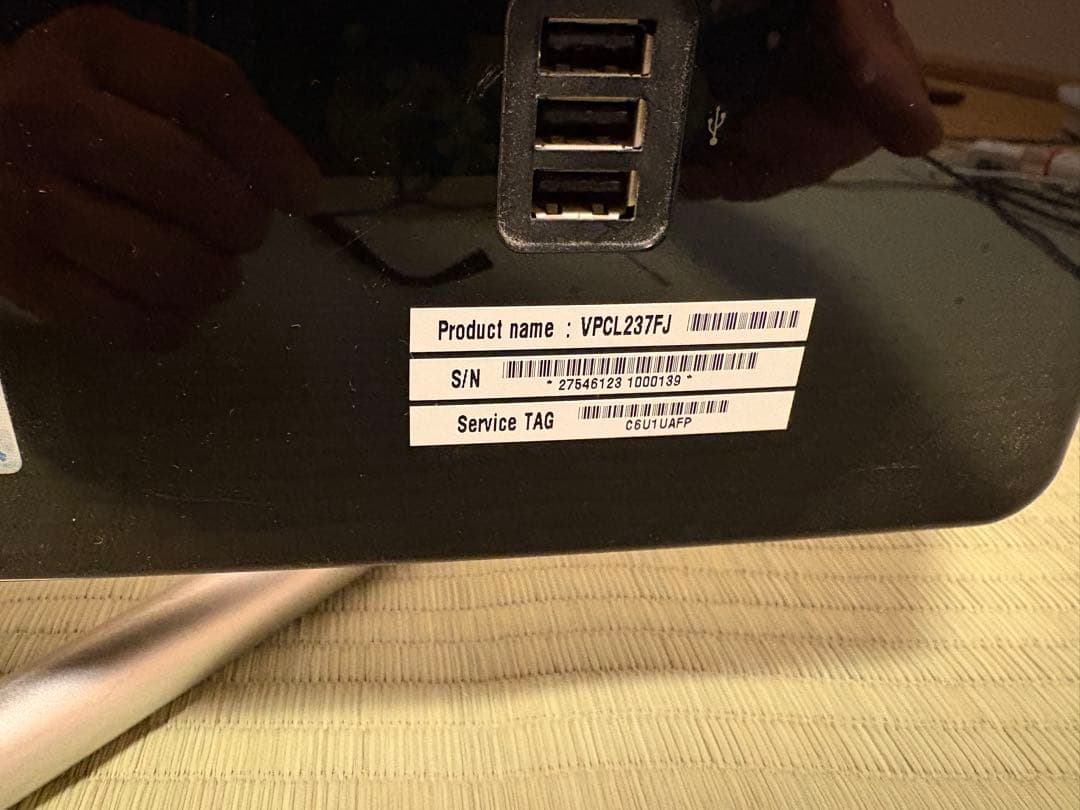 Product name : VPCL237FJ
S/N
* 27546123 1000139 *
Service TAG
C6U1UAFP